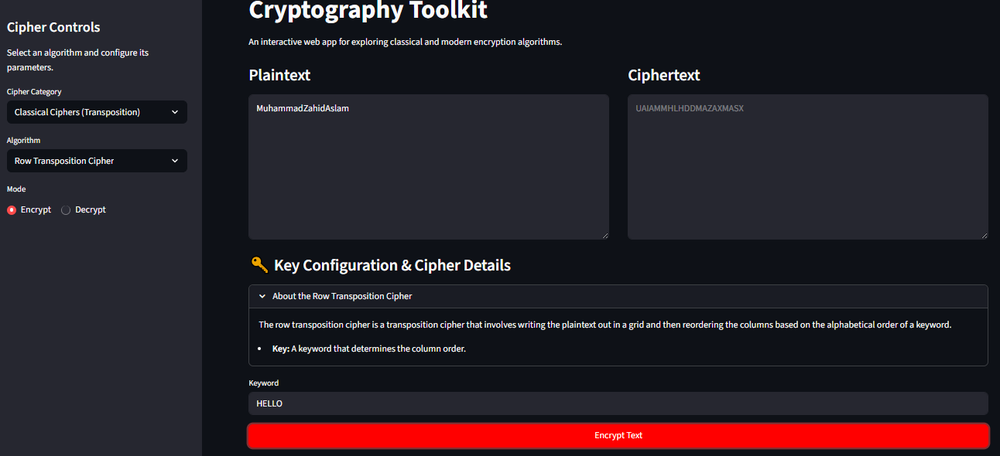 Cipher Controls
Select an algorithm and configure its
parameters.
Cipher Category
Classical Ciphers (Transposition)
Algorithm
Row Transposition Cipher
Mode
Encrypt
Decrypt
Cryptography Toolkit
An interactive web app for exploring classical and modern encryption algorithms.
Plaintext
MuhammadZahidAslam
Ciphertext
UAIAMMHLHDDMAZAXMASX
Key Configuration & Cipher Details
About the Row Transposition Cipher
The row transposition cipher is a transposition cipher that involves writing the plaintext out in a grid and then reordering the columns based on the alphabetical order of a keyword.
Key: A keyword that determines the column order.
Keyword
HELLO
Encrypt Text